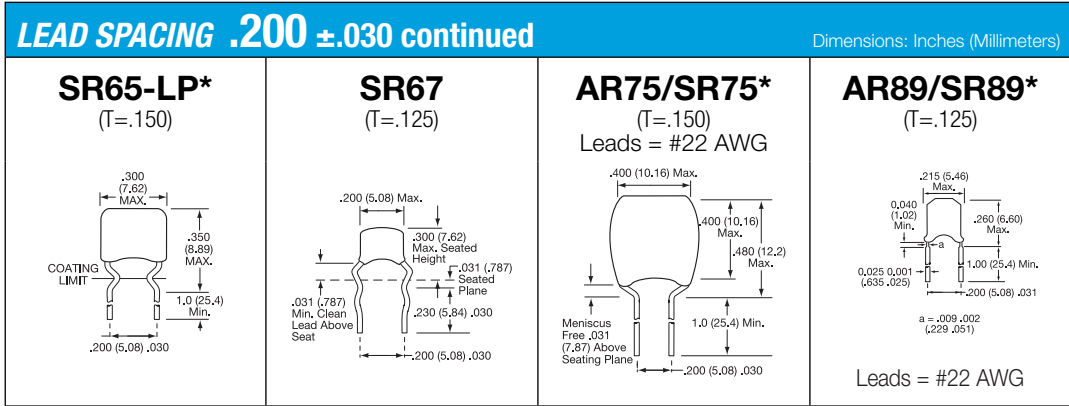 LEAD SPACING .200 ±.030 continued
Dimensions: Inches (Millimeters)
SR65-LP*
(T=.150)
.300
(7.62)
MAX.
.350
(8.89)
MAX.
COATING
LIMIT
1.0 (25.4)
Min.
.200 (5.08) .030
SR67
(T=.125)
.200 (5.08) Max.
.300 (7.62)
Max. Seated
Height
.031 (.787)
Seated
Plane
.031 (.787)
Min. Clean
Lead Above
Seat
.230 (5.84) .030
.200 (5.08) .030
AR75/SR75*
(T=.150)
Leads = #22 AWG
.400 (10.16) Max.
.400 (10.16)
Max.
.480 (12.2)
Max.
Meniscus
Free .031
(7.87) Above
Seating Plane
1.0 (25.4) Min.
.200 (5.08) .030
AR89/SR89*
(T=.125)
.215 (5.46)
Max.
0.040
(1.02)
Min.
.260 (6.60)
Max.
a
1.00 (25.4) Min.
0.025 0.001
(.635 .025)
.200 (5.08) .031
a = .009 .002
(.229 .051)
Leads = #22 AWG